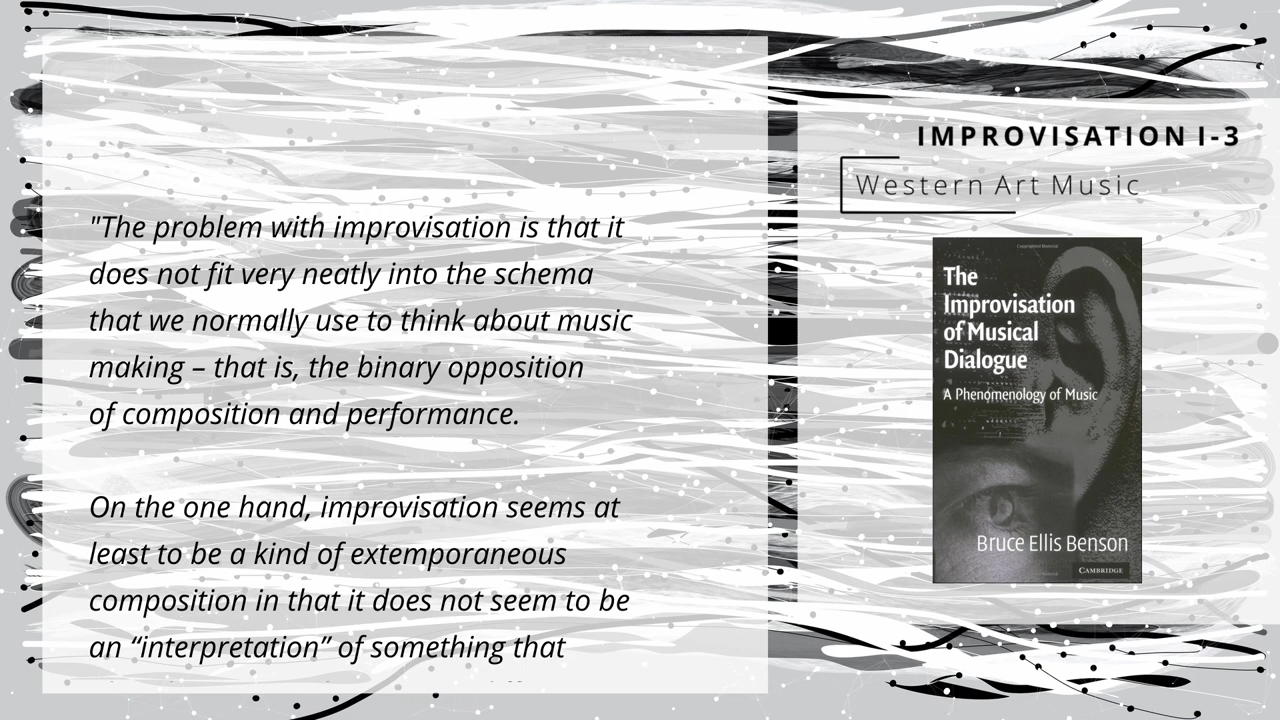 "The problem with improvisation is that it
does not fit very neatly into the schema
that we normally use to think about music
making – that is, the binary opposition
of composition and performance.
On the one hand, improvisation seems at
least to be a kind of extemporaneous
composition in that it does not seem to be
an “interpretation” of something that
IMPROVISATION I-3
Western Art Music
Copyrighted Material
The
Improvisation
of Musical
Dialogue
A Phenomenology of Music
Bruce Ellis Benson
CAMBRIDGE